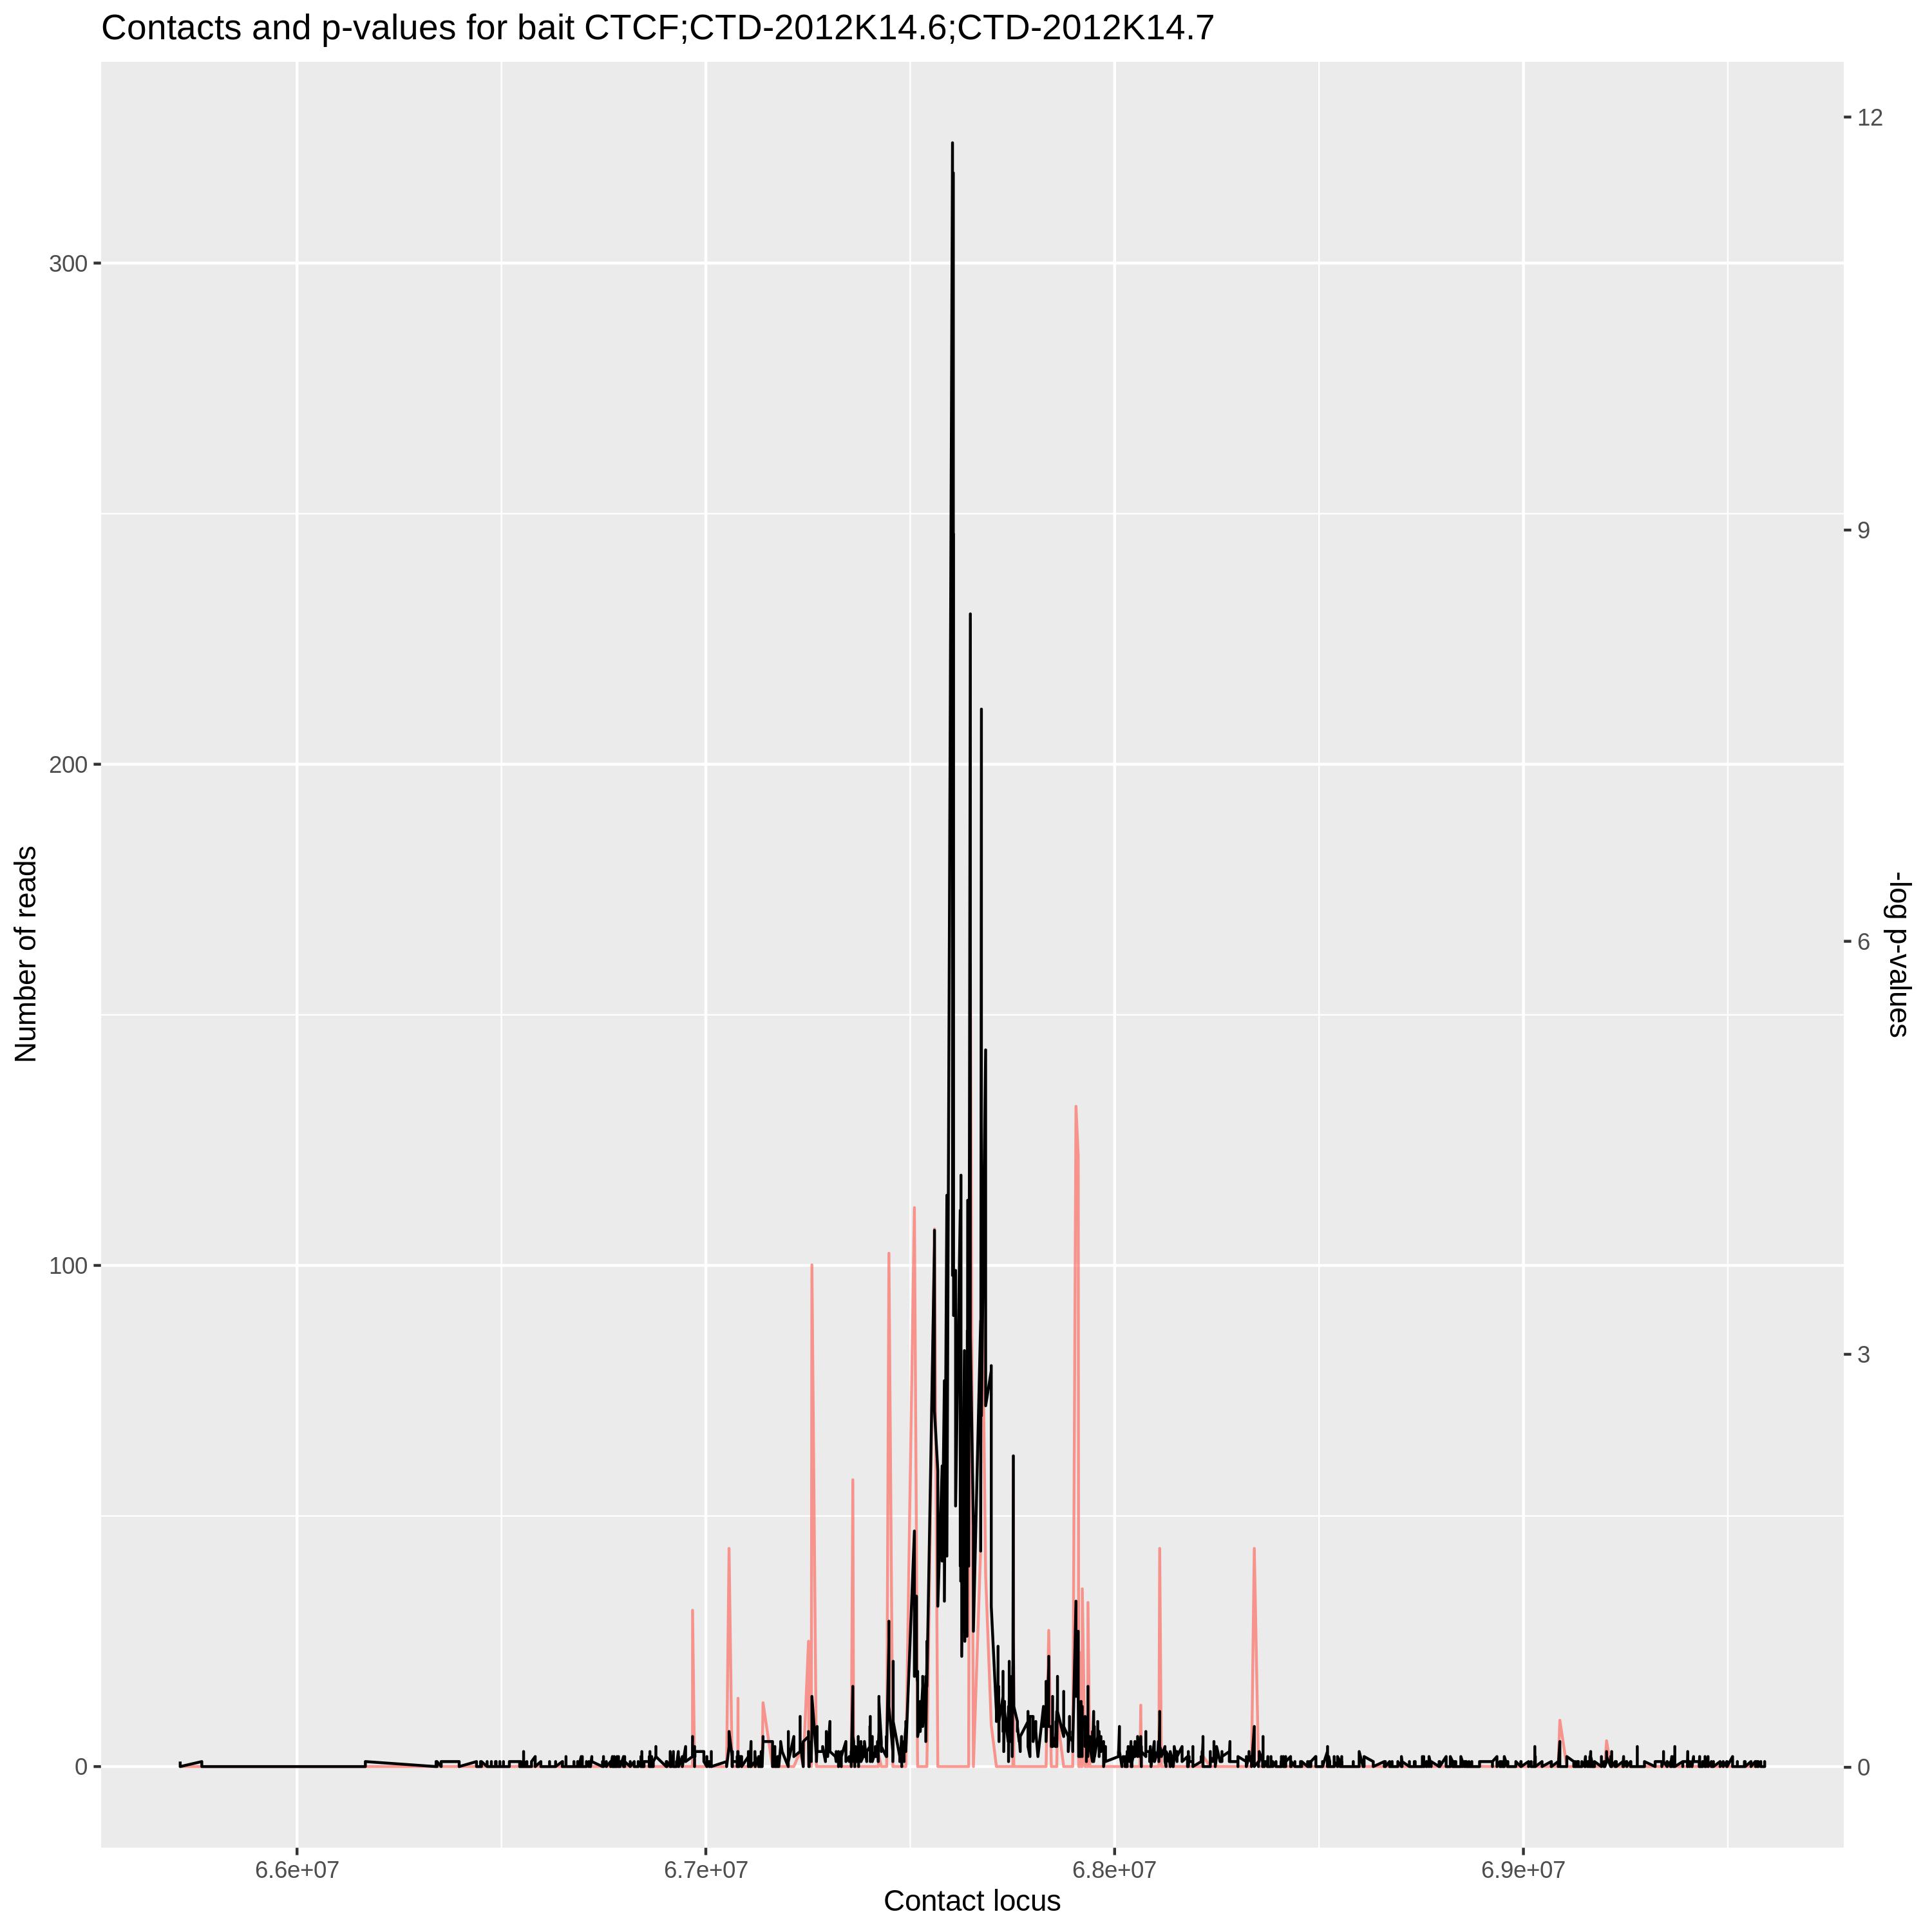 Contacts and p-values for bait CTCF;CTD-2012K14.6;CTD-2012K14.7
12
300
9
200
6
Number of reads
-log p-values
100
3
0
0
6.6e+07
6.7e+07
6.8e+07
6.9e+07
Contact locus